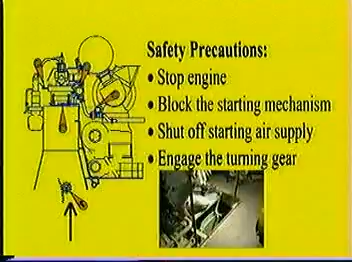 Safety Precautions:
• Stop engine
• Block the starting mechanism
• Shut off starting air supply
• Engage the turning gear